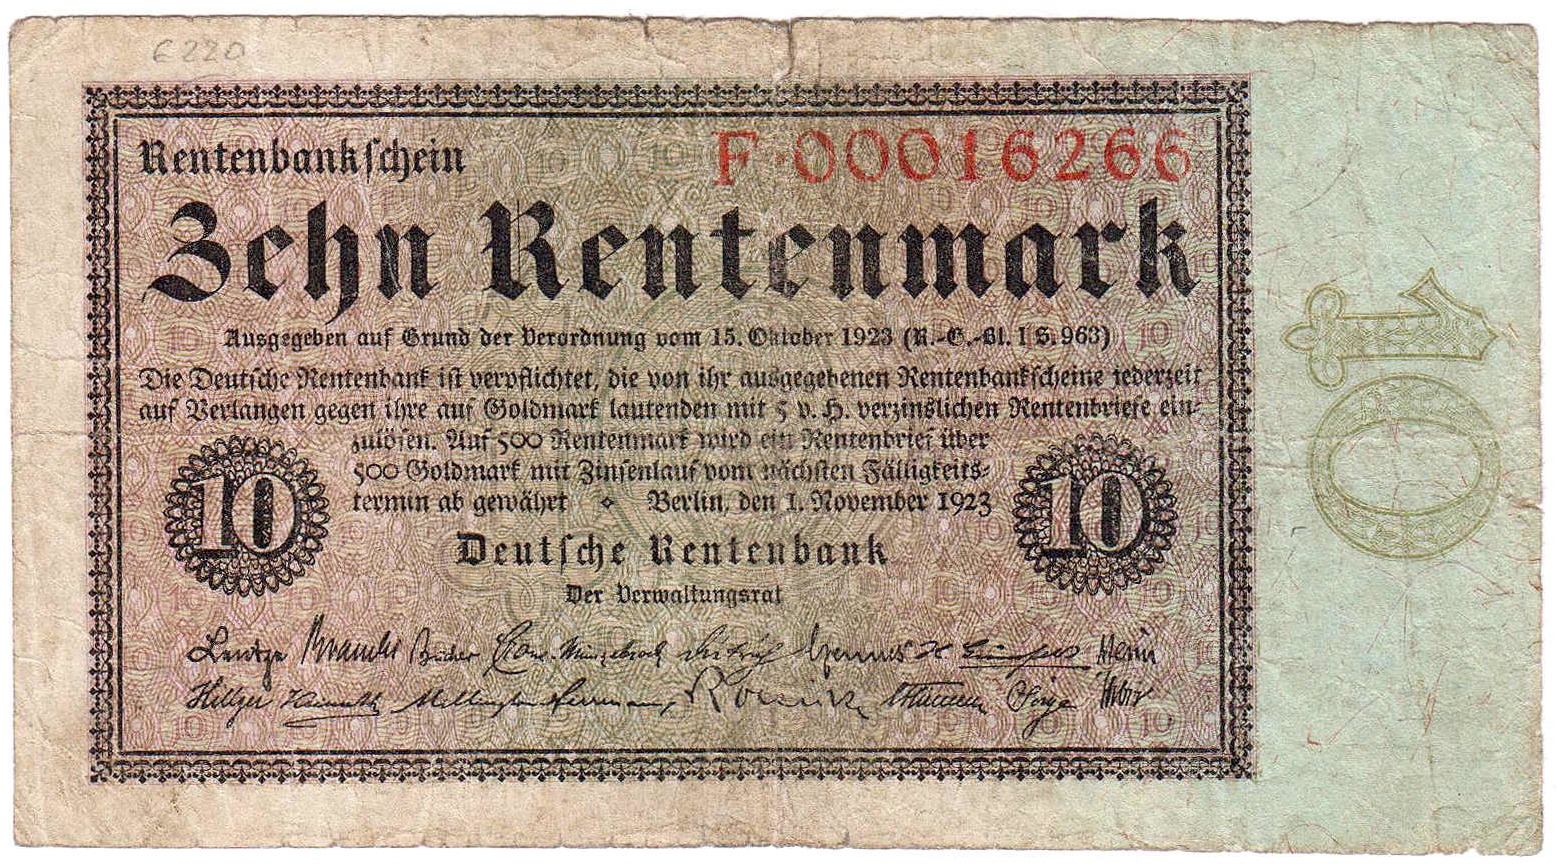 6220
Rentenbankschein
F·00016266
Zehn Rentenmark
Ausgegeben auf Grund der Verordnung vom 15. Oktober 1923 (R.-G.-Bl. I S. 963)
Die Deutsche Rentenbank ist verpflichtet, die von ihr ausgegebenen Rentenbankscheine jederzeit
auf Verlangen gegen ihre auf Goldmark lautenden mit 5 v. H. verzinslichen Rentenbriefe ein-
zulösen. Auf 500 Rentenmark wird ein Rentenbrief über
500 Goldmark mit Zinsenlauf vom nächsten Fälligkeits-
termin ab gewährt Berlin, den 1. November 1923
10
10
Deutsche Rentenbank
Der Verwaltungsrat
Lentze
Hillger
10